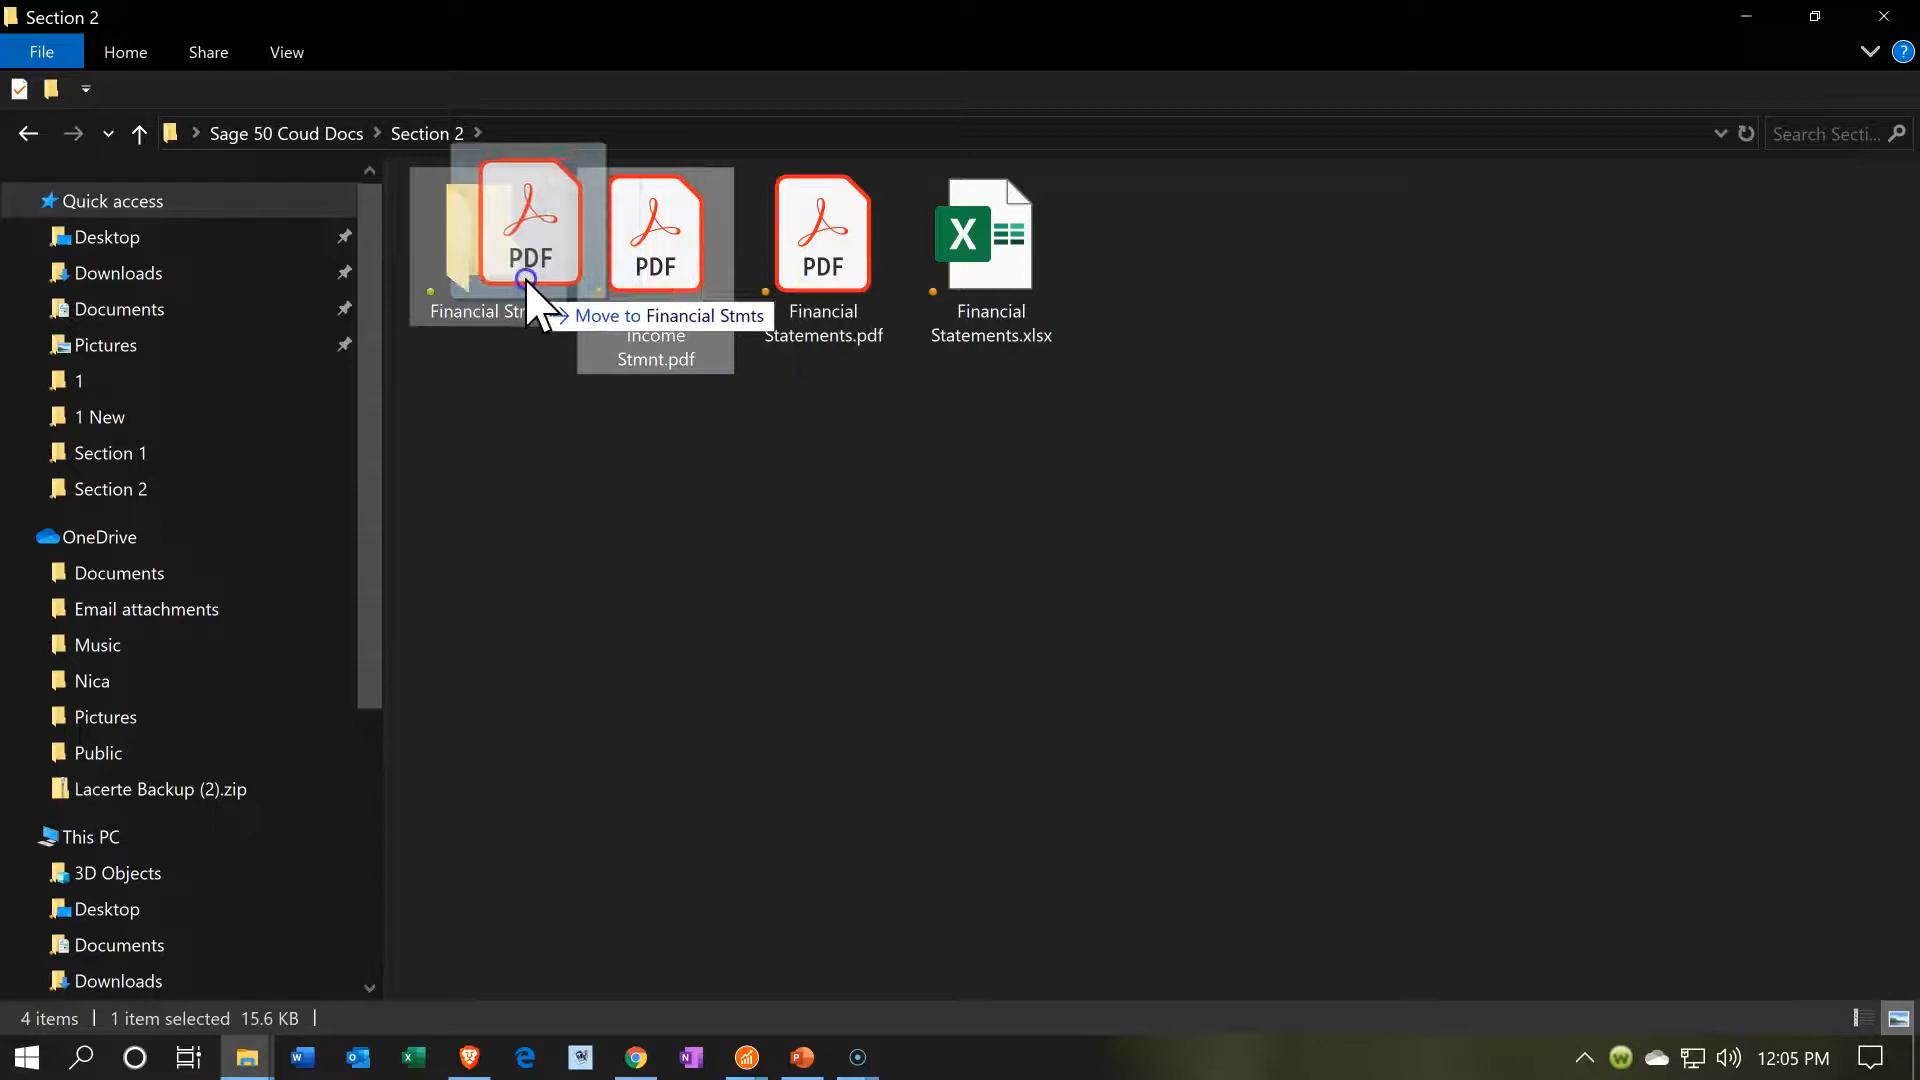 Section 2
File Home Share View
Sage 50 Coud Docs Section 2
Search Secti...
Quick access
Desktop
Downloads
Documents
Pictures
1
1 New
Section 1
Section 2
OneDrive
Documents
Email attachments
Music
Nica
Pictures
Public
Lacerte Backup (2).zip
This PC
3D Objects
Desktop
Documents
Downloads
PDF
PDF
PDF
X
Financial
Move to Financial Stmts
Income
Stmnt.pdf
Financial
Statements.pdf
Financial
Statements.xlsx
4 items 1 item selected 15.6 KB
12:05 PM